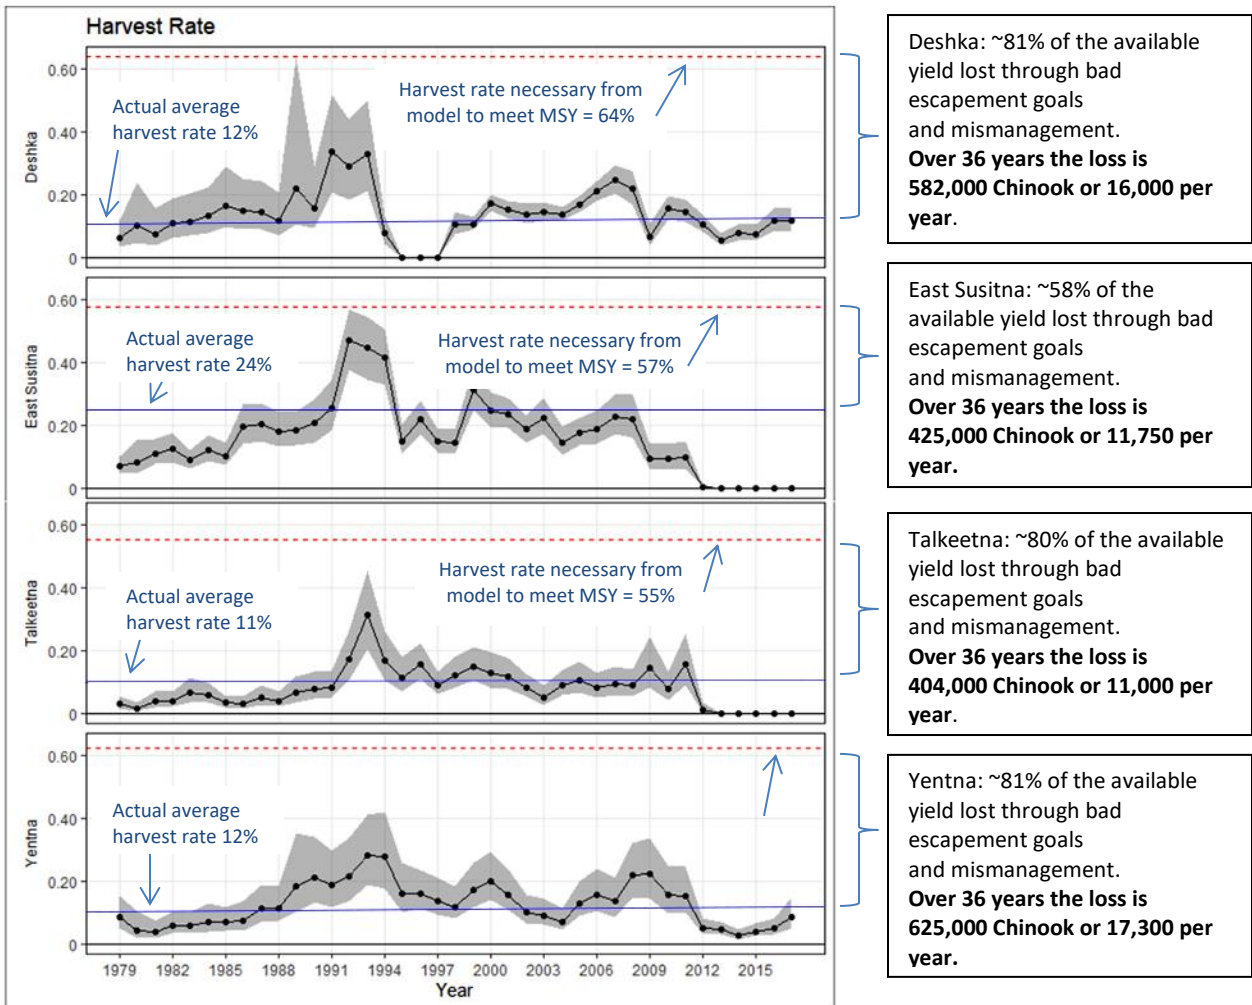 Harvest Rate
Deshka
0.60
0.40
0.20
0
Actual average
harvest rate 12%
Harvest rate necessary from
model to meet MSY = 64%
Deshka: ~81% of the available
yield lost through bad
escapement goals
and mismanagement.
Over 36 years the loss is
582,000 Chinook or 16,000 per
year.
East Susitna
0.60
0.40
0.20
0
Actual average
harvest rate 24%
Harvest rate necessary from
model to meet MSY = 57%
East Susitna: ~58% of the
available yield lost through bad
escapement goals
and mismanagement.
Over 36 years the loss is
425,000 Chinook or 11,750 per
year.
Talkeetna
0.60
0.40
0.20
0
Actual average
harvest rate 11%
Harvest rate necessary from
model to meet MSY = 55%
Talkeetna: ~80% of the available
yield lost through bad
escapement goals
and mismanagement.
Over 36 years the loss is
404,000 Chinook or 11,000 per
year.
Yentna
0.60
0.40
0.20
0
Actual average
harvest rate 12%
Yentna: ~81% of the available
yield lost through bad
escapement goals
and mismanagement.
Over 36 years the loss is
625,000 Chinook or 17,300 per
year.
1979 1982 1985 1988 1991 1994 1997 2000 2003 2006 2009 2012 2015
Year